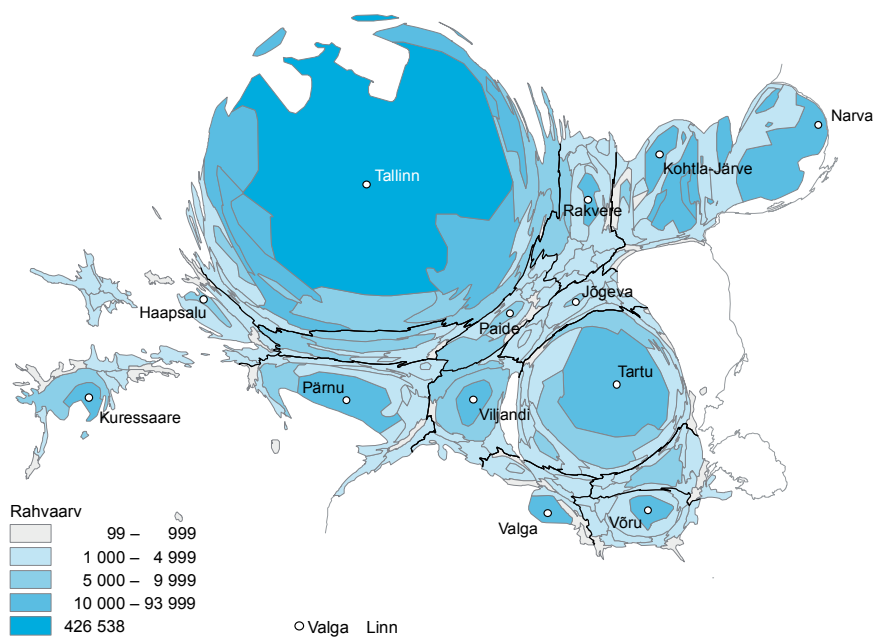 Narva
Kohtla-Järve
Tallinn
Rakvere
Jõgeva
Haapsalu
Paide
Tartu
Pärnu
Viljandi
Kuressaare
Valga
Võru
Rahvaarv
99 – 999
1 000 – 4 999
5 000 – 9 999
10 000 – 93 999
426 538
Valga Linn